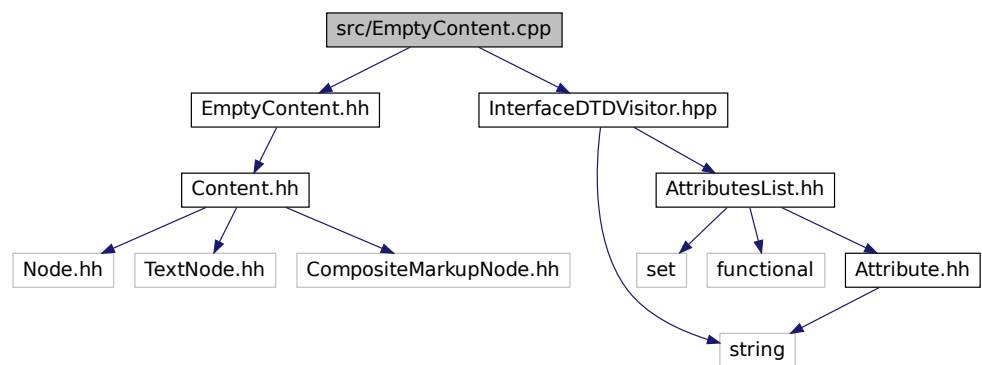 src/EmptyContent.cpp
EmptyContent.hh
InterfaceDTDVisitor.hpp
Content.hh
AttributesList.hh
Node.hh
TextNode.hh
CompositeMarkupNode.hh
set
functional
Attribute.hh
string